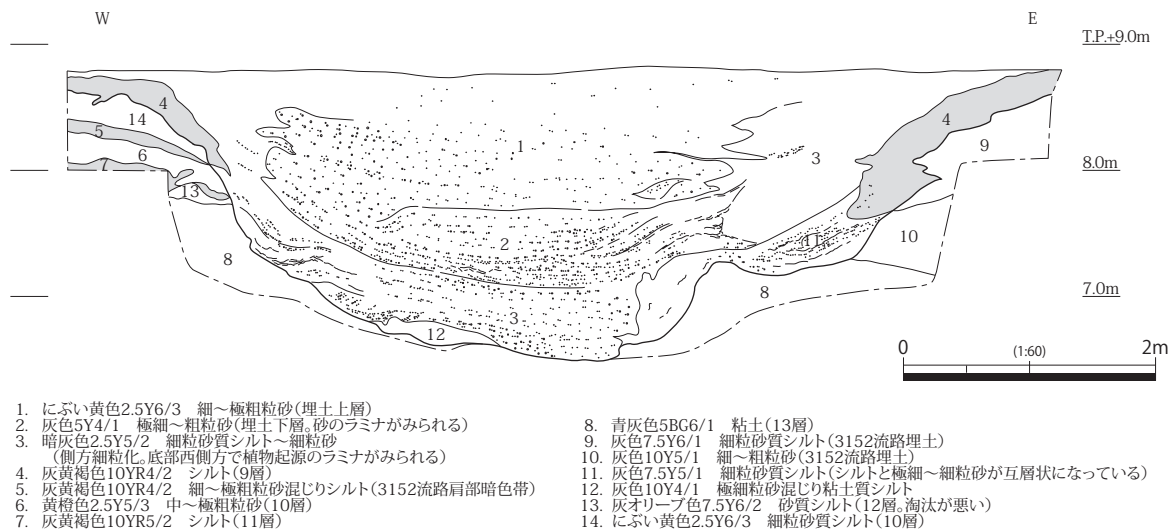 W
E
T.P.+9.0m
4
14
5
6
7
13
8
1
3
2
3
12
11
4
9
8.0m
10
8
7.0m
0
(1:60)
2m
1. にぶい黄色2.5Y6/3 細～極粗粒砂(埋土上層)
2. 灰色5Y4/1 極細～粗粒砂(埋土下層。砂のラミナがみられる)
3. 暗灰色2.5Y5/2 細粒砂質シルト～細粒砂
(側方細粒化。底部西側方で植物起源のラミナがみられる)
4. 灰黄褐色10YR4/2 シルト(9層)
5. 灰黄褐色10YR4/2 細～極粗粒砂混じりシルト(3152流路肩部暗色帯)
6. 黄橙色2.5Y5/3 中～極粗粒砂(10層)
7. 灰黄褐色10YR5/2 シルト(11層)
8. 青灰色5BG6/1 粘土(13層)
9. 灰色7.5Y6/1 細粒砂質シルト(3152流路埋土)
10. 灰色10Y5/1 細～粗粒砂(3152流路埋土)
11. 灰色7.5Y5/1 細粒砂質シルト(シルトと極細～細粒砂が互層状になっている)
12. 灰色10Y4/1 極細粒砂混じり粘土質シルト
13. 灰オリーブ色7.5Y6/2 砂質シルト(12層。淘汰が悪い)
14. にぶい黄色2.5Y6/3 細粒砂質シルト(10層)